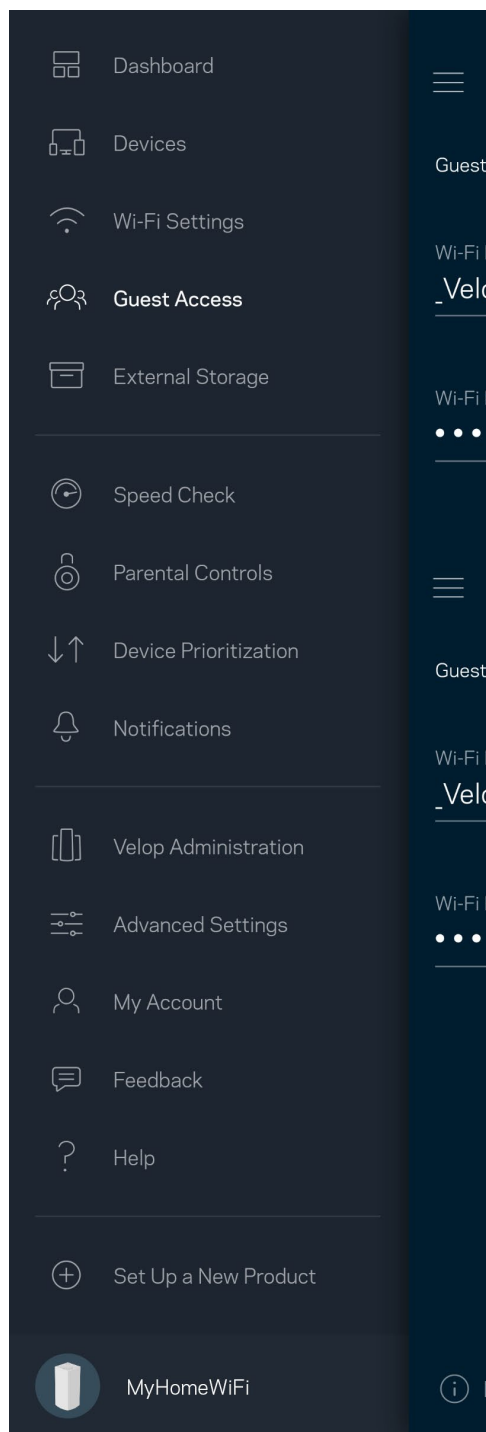 Dashboard
Devices
Wi-Fi Settings
Guest Access
External Storage
Speed Check
Parental Controls
Device Prioritization
Notifications
Velop Administration
Advanced Settings
My Account
Feedback
Help
Set Up a New Product
MyHomeWiFi
Guest
Wi-Fi
Wi-Fi
Guest
Wi-Fi
Wi-Fi